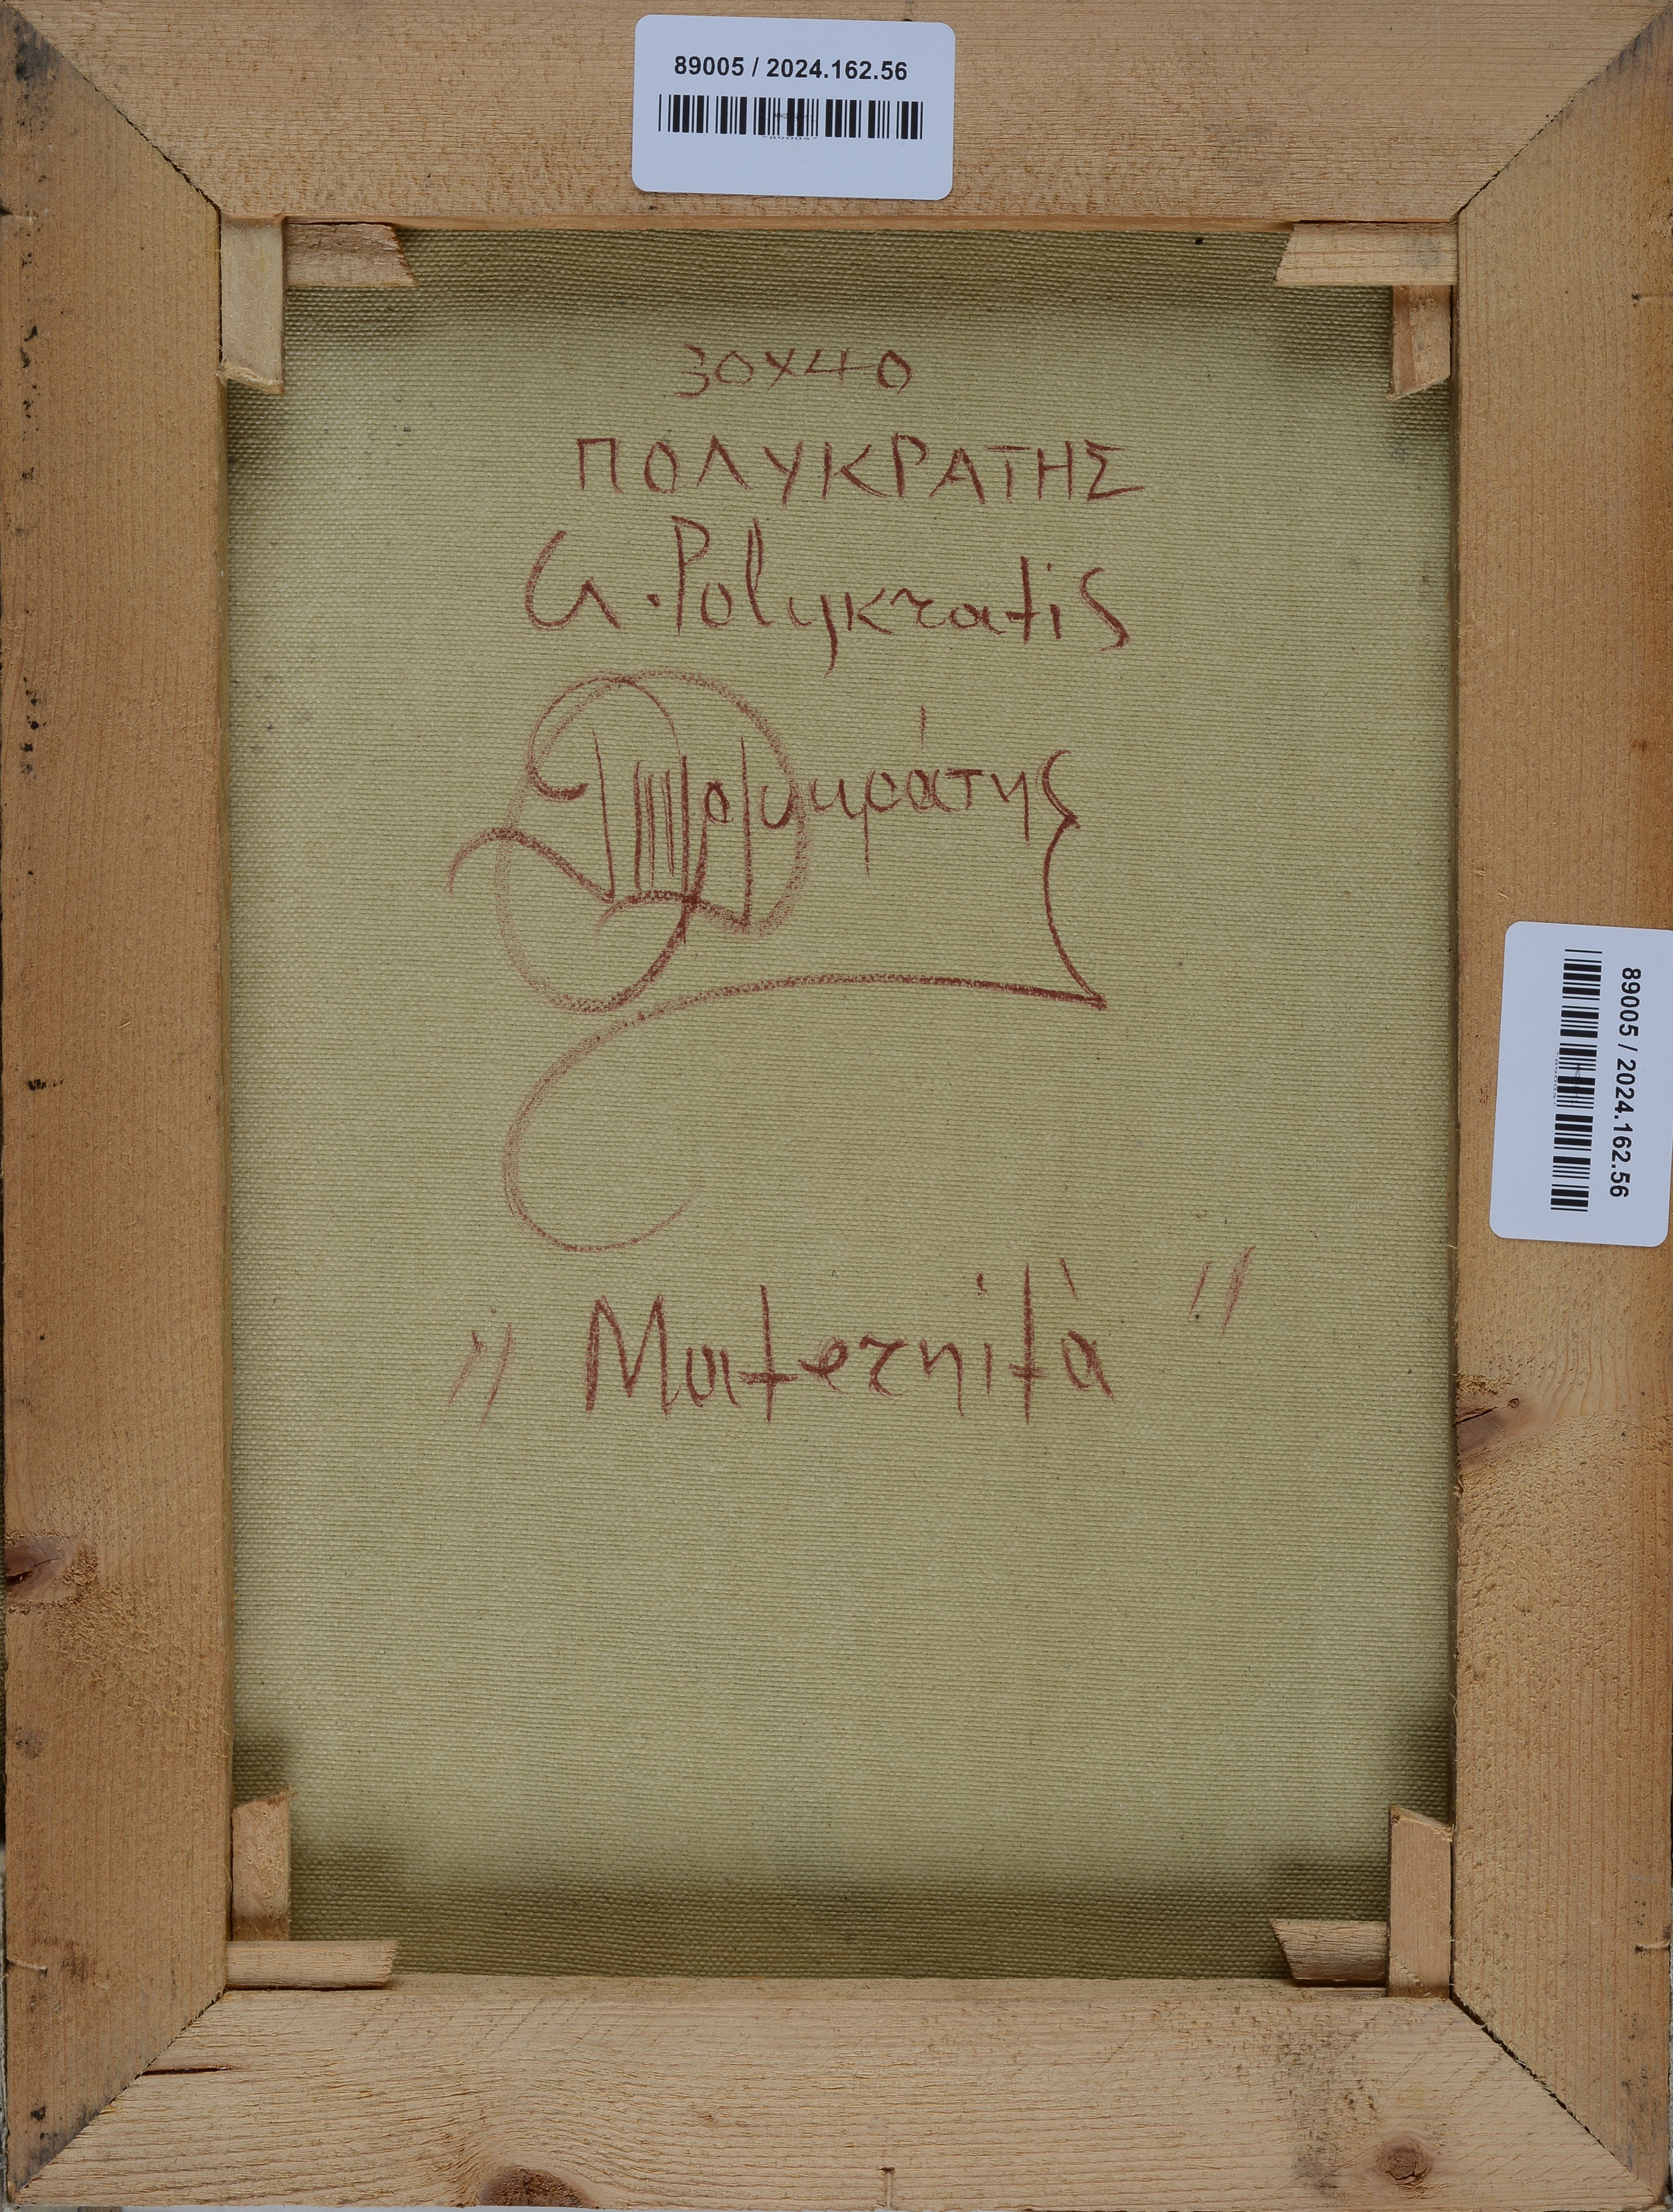 89005 / 2024.162.56
30X40
ΠΟΛΥΚΡΑΤΗΣ
G. Polykratis
Πολυκράτης
89005 / 2024.162.56
"Maternità"